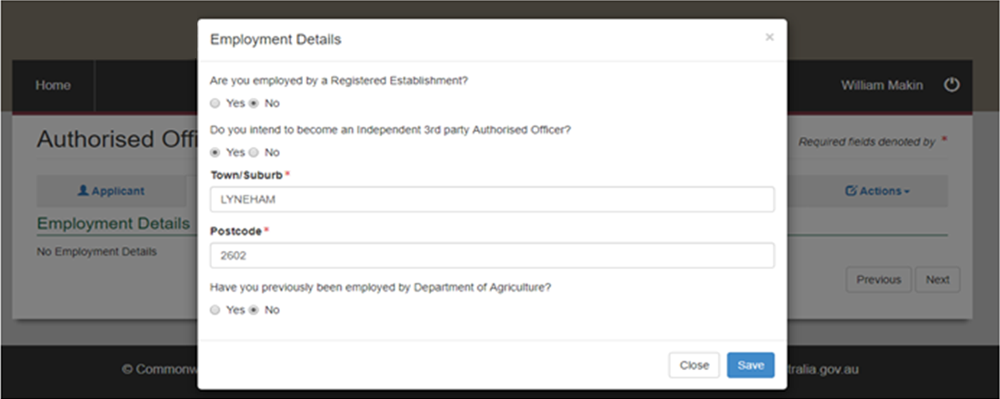 Employment Details ×
Are you employed by a Registered Establishment?
Yes No
Home
William Makin
Do you intend to become an Independent 3rd party Authorised Officer?
Authorised
Required fields denoted by *
Yes No
Town/Suburb *
Applicant
LYNEHAM
Actions
Employment Details
Postcode *
No Employment Details
2602
Previous Next
Have you previously been employed by Department of Agriculture?
Yes No
Close Save
©
.gov.au